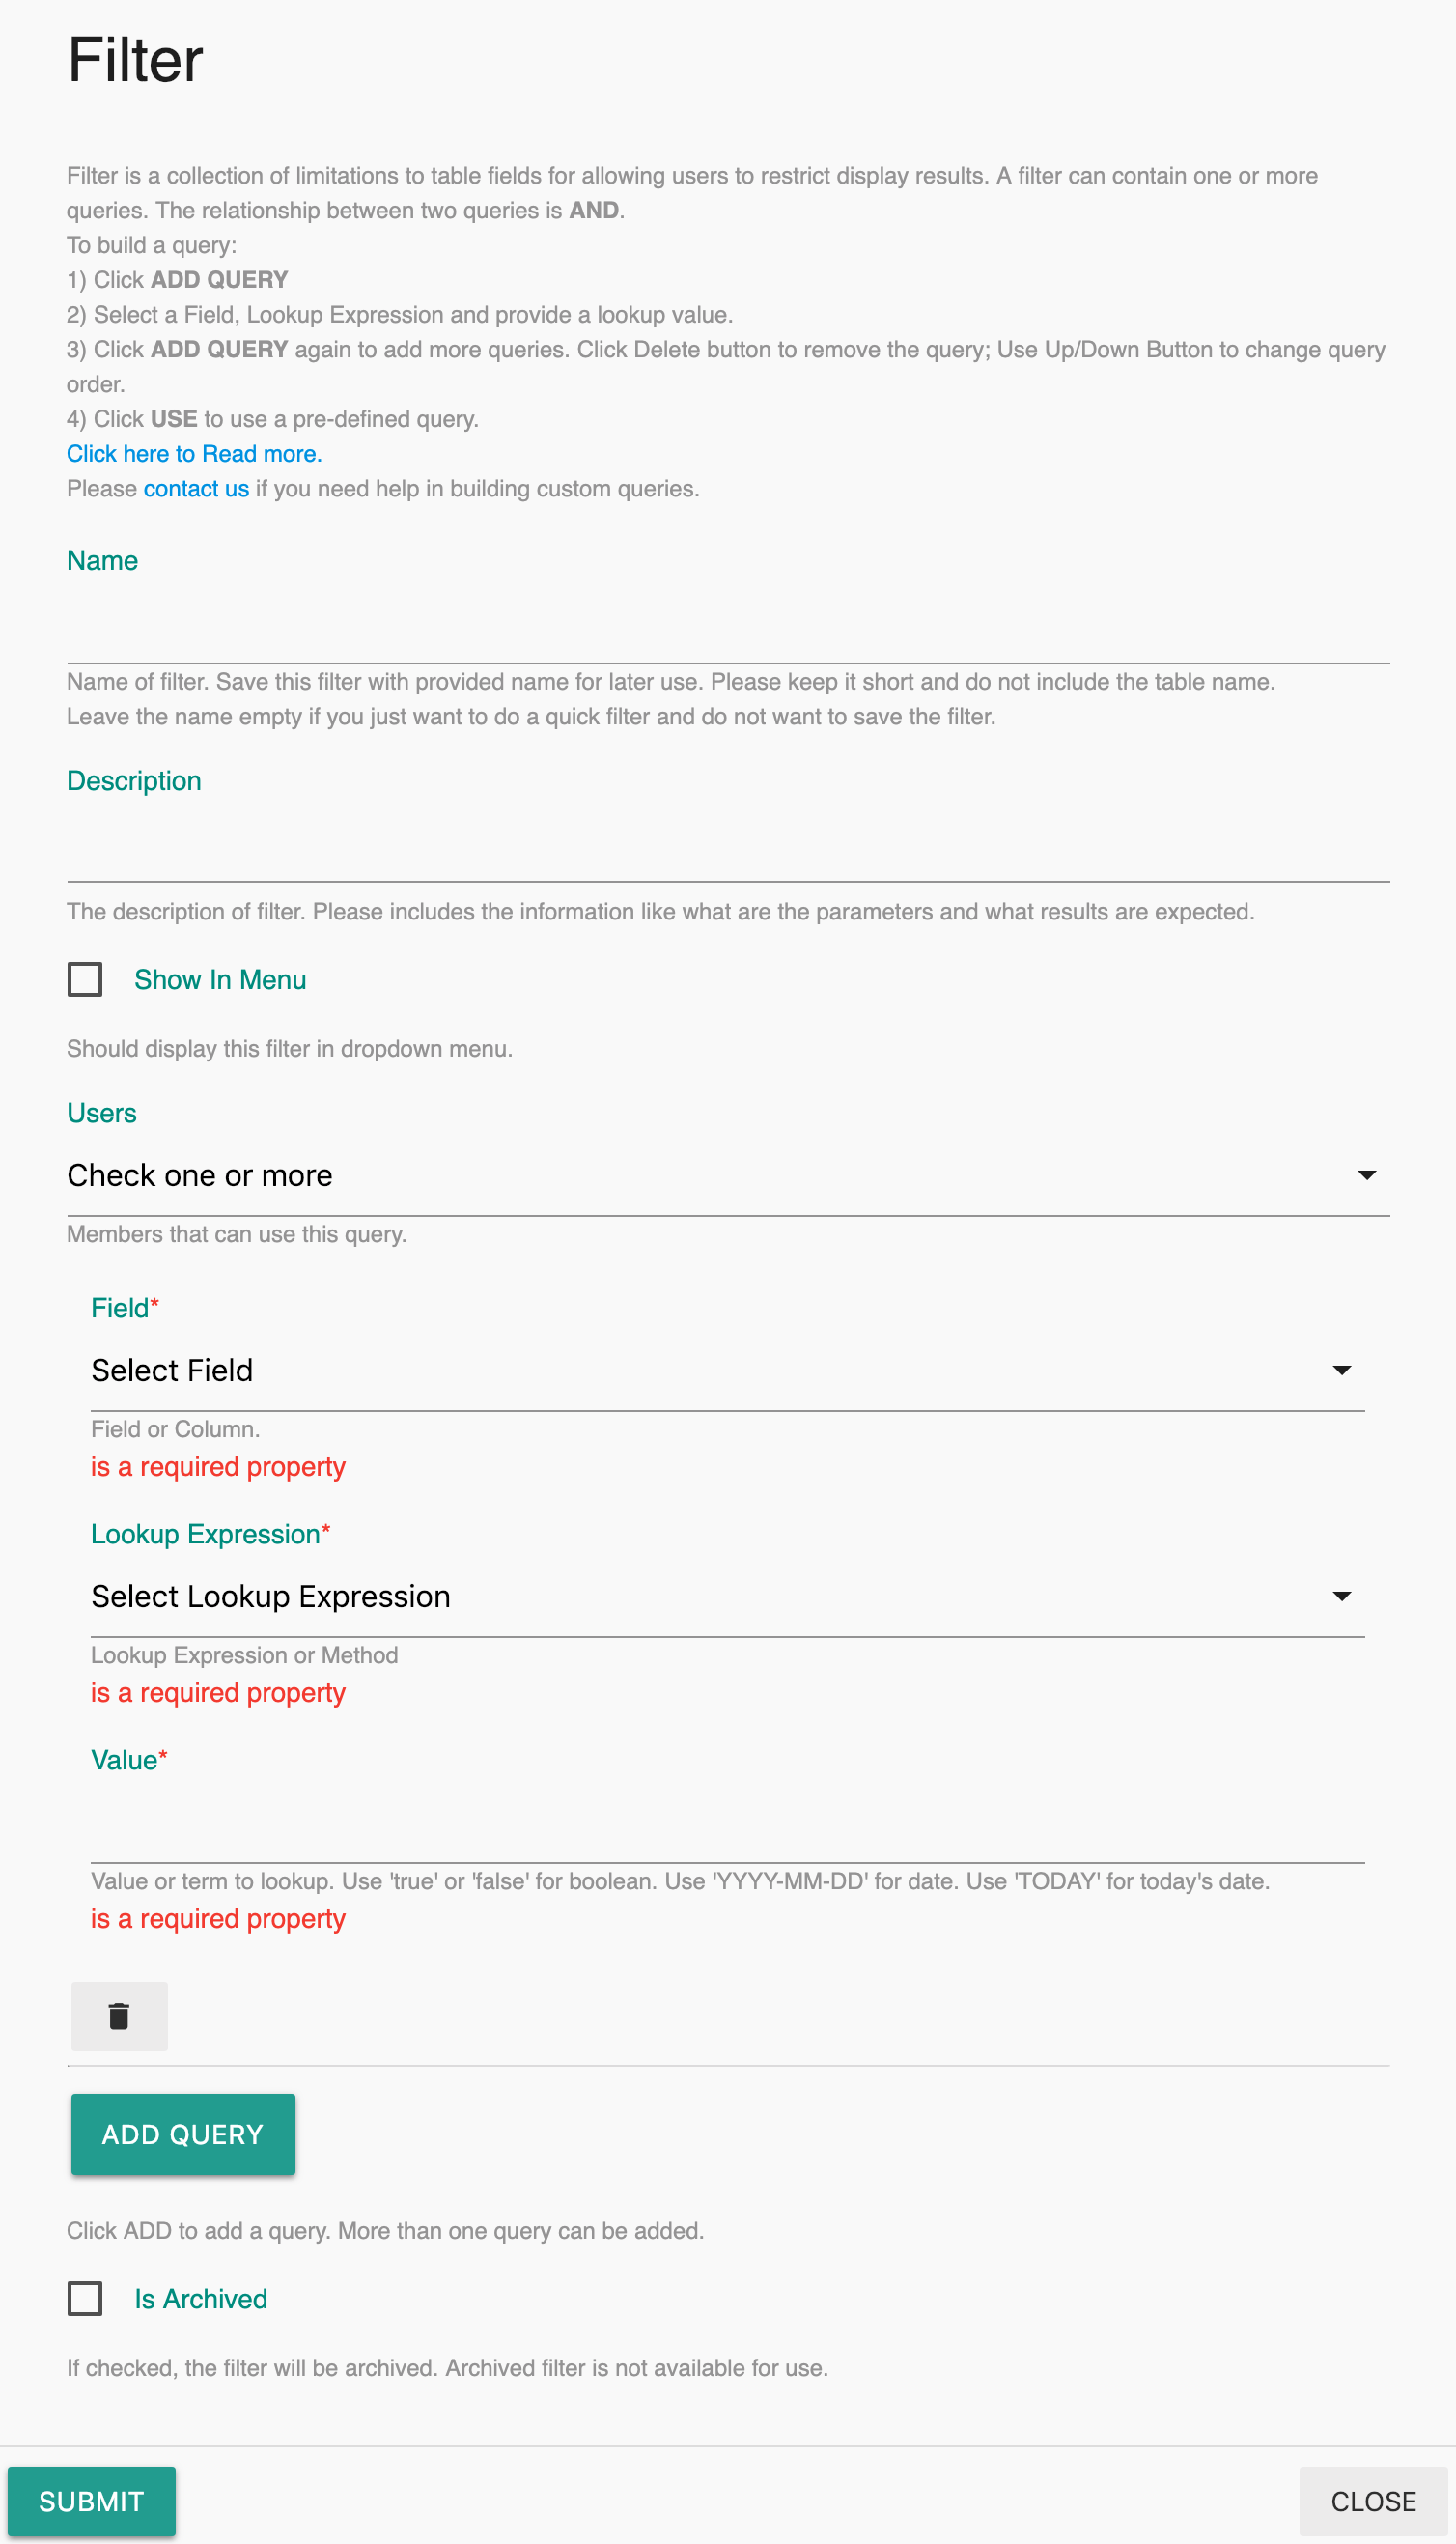 Filter
Filter is a collection of limitations to table fields for allowing users to restrict display results. A filter can contain one or more
queries. The relationship between two queries is AND.
To build a query:
1) Click ADD QUERY
2) Select a Field, Lookup Expression and provide a lookup value.
3) Click ADD QUERY again to add more queries. Click Delete button to remove the query; Use Up/Down Button to change query
order.
4) Click USE to use a pre-defined query.
Click here to Read more.
Please contact us if you need help in building custom queries.
Name
Name of filter. Save this filter with provided name for later use. Please keep it short and do not include the table name.
Leave the name empty if you just want to do a quick filter and do not want to save the filter.
Description
The description of filter. Please includes the information like what are the parameters and what results are expected.
Show In Menu
Should display this filter in dropdown menu.
Users
Check one or more
Members that can use this query.
Field*
Select Field
Field or Column.
is a required property
Lookup Expression*
Select Lookup Expression
Lookup Expression or Method
is a required property
Value*
Value or term to lookup. Use 'true' or 'false' for boolean. Use 'YYYY-MM-DD' for date. Use 'TODAY' for today's date.
is a required property
ADD QUERY
Click ADD to add a query. More than one query can be added.
Is Archived
If checked, the filter will be archived. Archived filter is not available for use.
SUBMIT
CLOSE